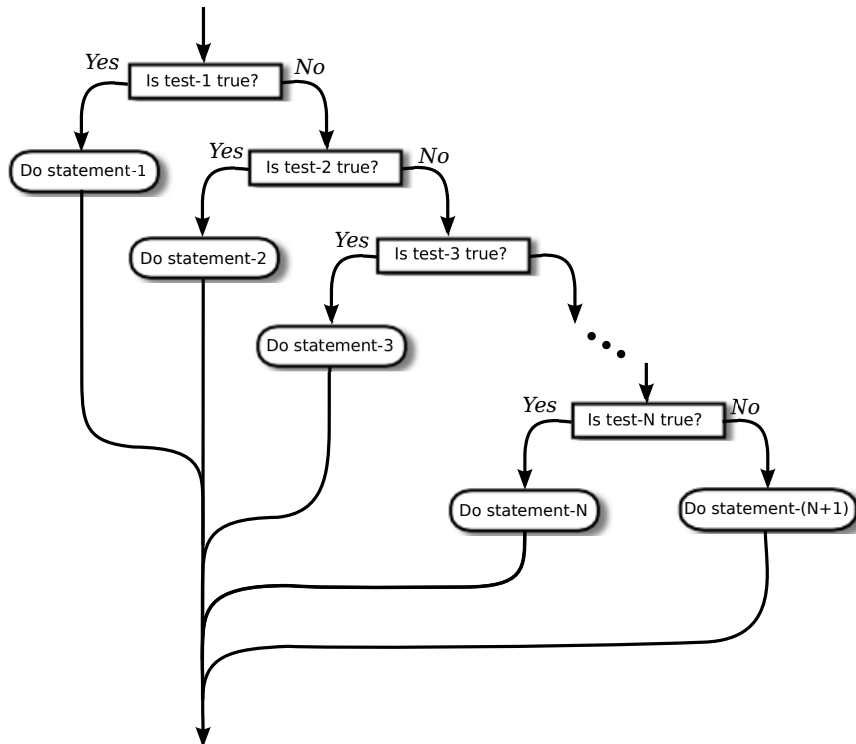 Yes
Is test-1 true?
No
Do statement-1
Yes
Is test-2 true?
No
Do statement-2
Yes
Is test-3 true?
Do statement-3
Yes
Is test-N true?
No
Do statement-N
Do statement-(N+1)